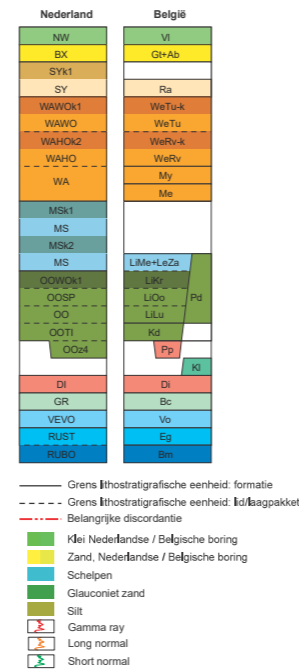 Nederland België
NW Vl
BX Gt+Ab
SYk1
SY Ra
WAWOk1 WeTu-k
WAWO WeTu
WAHOk2 WeRv-k
WAHO WeRv
WA My
Me
MSk1
MS
MSk2
MS LiMe+LeZa
OOWOk1 LiKr
OOSP LiOo Pd
OO LiLu
OOTI Kd
OOz4 Pp
Kl
DI Di
GR Bc
VEVO Vo
RUST Eg
RUBO Bm
Grens lithostratigrafische eenheid: formatie
Grens lithostratigrafische eenheid: lid/laagpakket
Belangrijke discordantie
Klei Nederlandse / Belgische boring
Zand, Nederlandse / Belgische boring
Schelpen
Glauconiet zand
Silt
Gamma ray
Long normal
Short normal